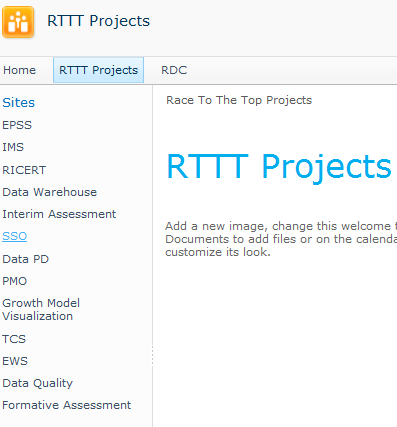 RTTT Projects
Home RTTT Projects RDC
Sites
EPSS
IMS
RICERT
Data Warehouse
Interim Assessment
SSO
Data PD
PMO
Growth Model
Visualization
TCS
EWS
Data Quality
Formative Assessment
Race To The Top Projects
RTTT Projects
Add a new image, change this welcome
Documents to add files or on the calenda
customize its look.